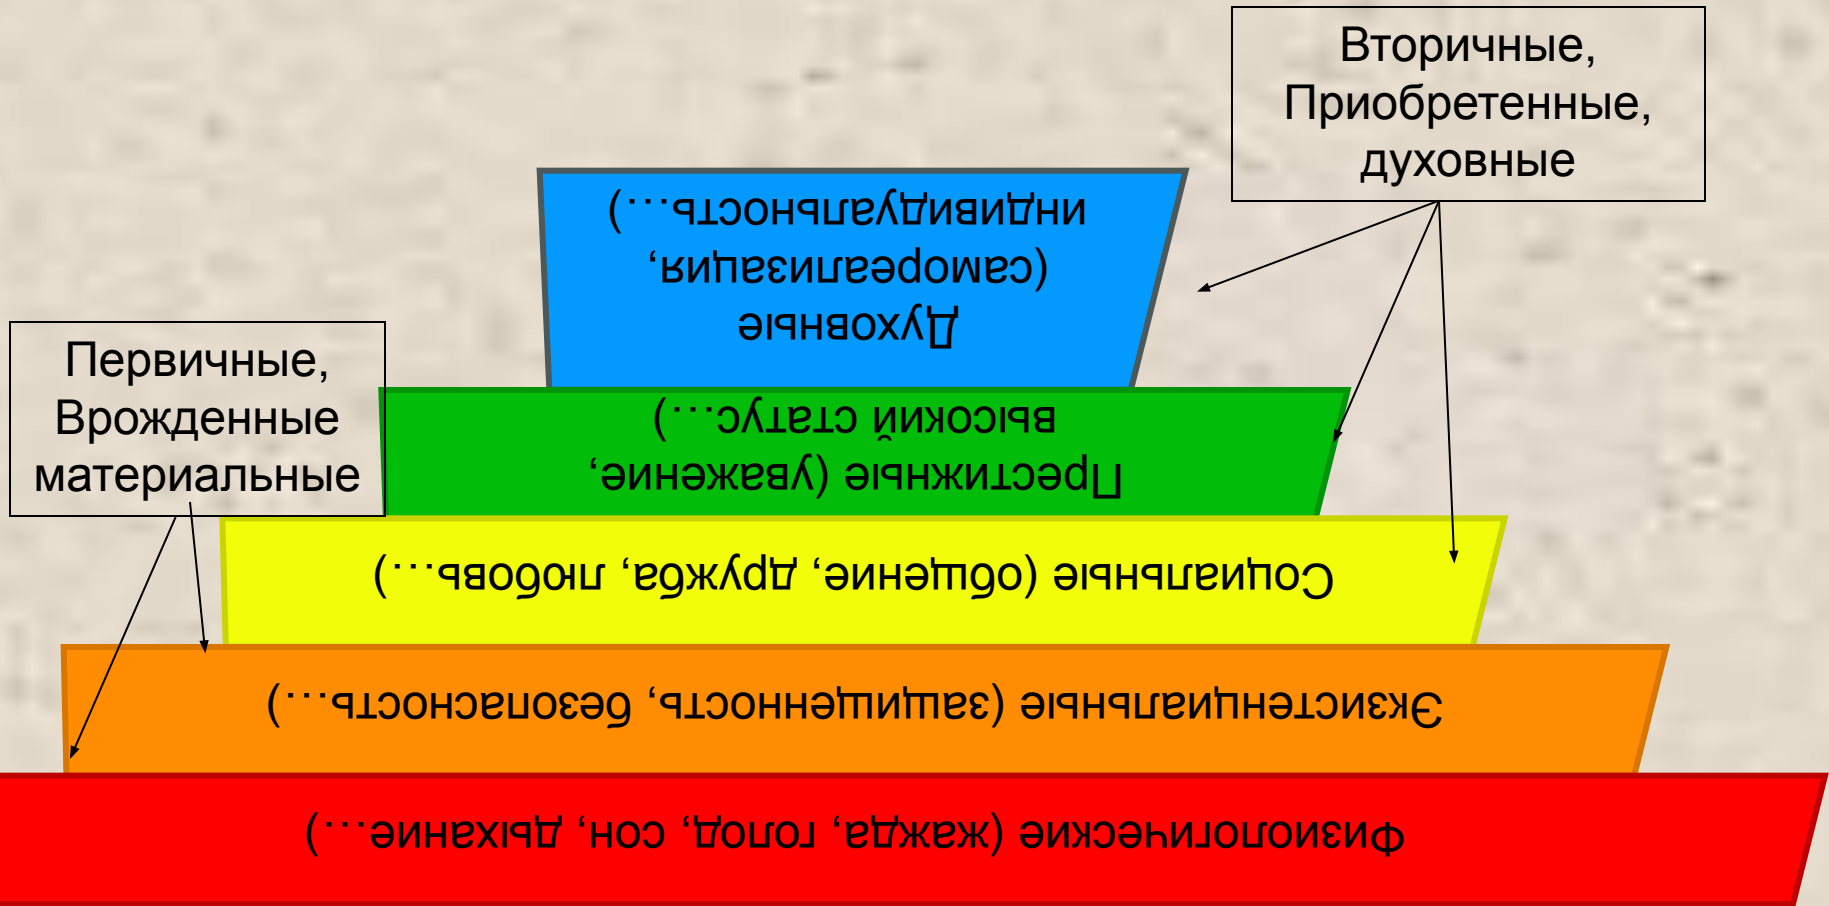 Вторичные,
Приобретенные,
духовные
Первичные,
Врожденные
материальные
Духовные
(самореализация,
индивидуальность…)
Престижные (уважение,
высокий статус…)
Социальные (общение, дружба, любовь…)
Экзистенциальные (защищенность, безопасность…)
Физиологические (жажда, голод, сон, дыхание…)